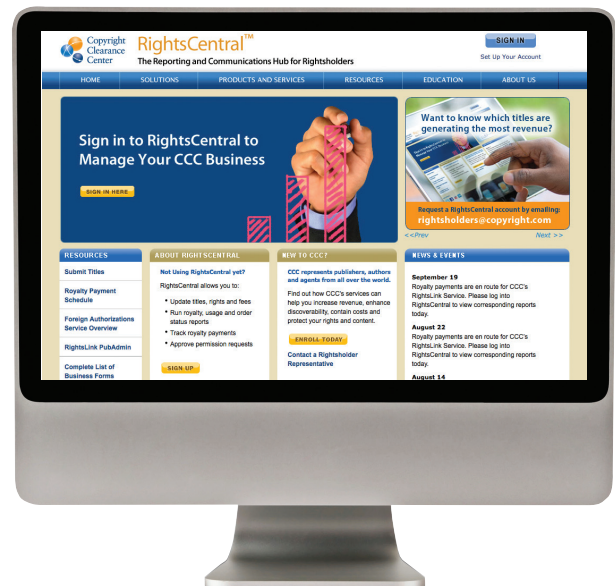 Copyright
Clearance
Center
RightsCentral™
The Reporting and Communications Hub for Rightsholders
SIGN IN
Set Up Your Account
HOME SOLUTIONS PRODUCTS AND SERVICES RESOURCES EDUCATION ABOUT US
Sign in to RightsCentral to
Manage Your CCC Business
SIGN IN HERE
Want to know which titles are
generating the most revenue?
Request a RightsCentral account by emailing:
rightsholders@copyright.com
<<Prev Next >>
RESOURCES
Submit Titles
Royalty Payment
Schedule
Foreign Authorizations
Service Overview
RightsLink PubAdmin
Complete List of
Business Forms
ABOUT RIGHTSCENTRAL
Not Using RightsCentral yet?
RightsCentral allows you to:
• Update titles, rights and fees
• Run royalty, usage and order
status reports
• Track royalty payments
• Approve permission requests
SIGN UP
NEW TO CCC?
CCC represents publishers, authors
and agents from all over the world.
Find out how CCC's services can
help you increase revenue, enhance
discoverability, contain costs and
protect your rights and content.
ENROLL TODAY
Contact a Rightsholder
Representative
NEWS & EVENTS
September 19
Royalty payments are en route for CCC's
RightsLink Service. Please log into
RightsCentral to view corresponding reports
today.
August 22
Royalty payments are en route for CCC's
RightsLink Service. Please log into
RightsCentral to view corresponding reports
today.
August 14